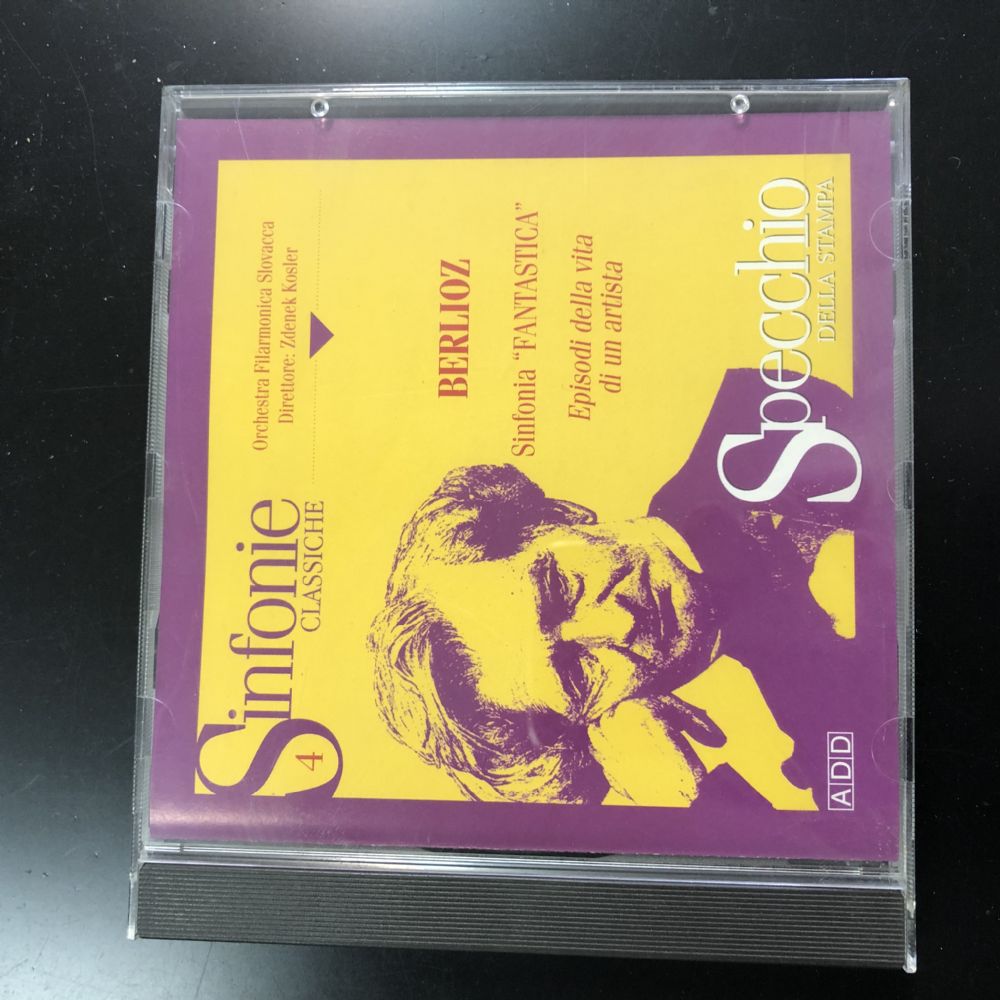 Sinfonie
4
CLASSICHE
Orchestra Filarmonica Slovacca
Direttore: Zdenek Kosler
BERLIOZ
Sinfonia “FANTASTICA”
Episodi della vita
di un artista
ADD
Specchio
DELLA STAMPA